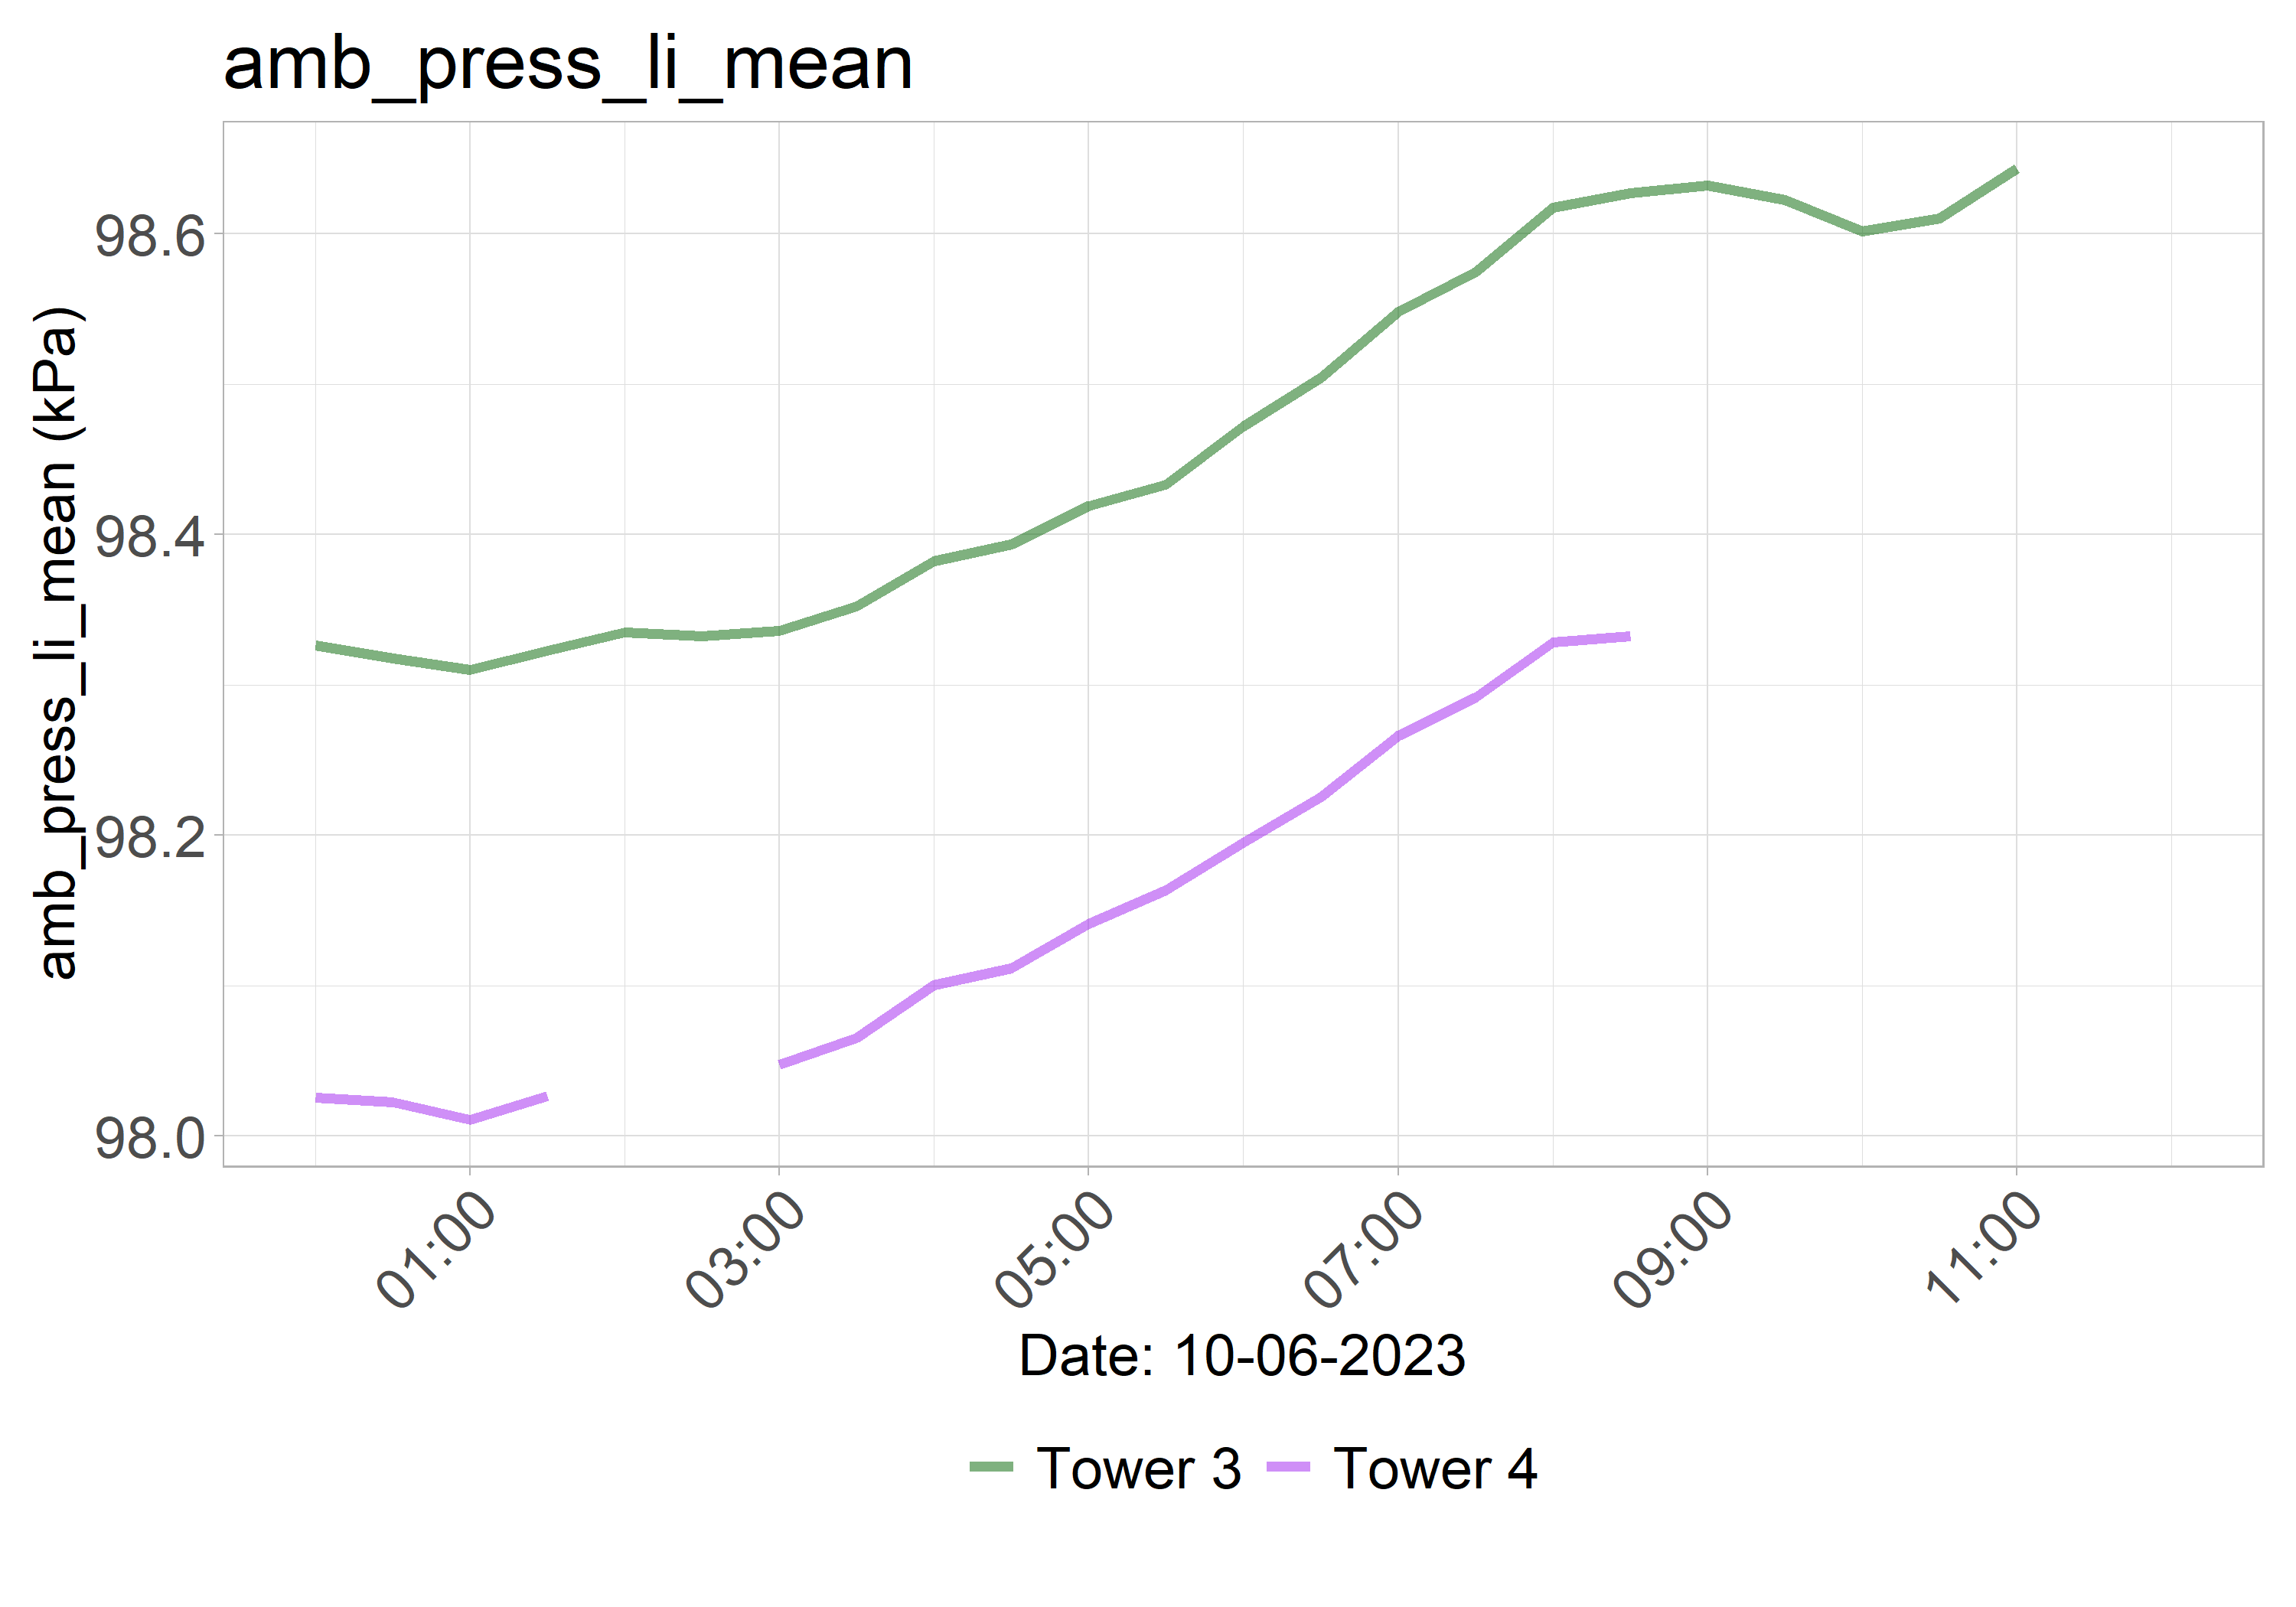 amb_press_li_mean
amb_press_li_mean (kPa)
98.6
98.4
98.2
98.0
01:00 03:00 05:00 07:00 09:00 11:00
Date: 10-06-2023
Tower 3 Tower 4